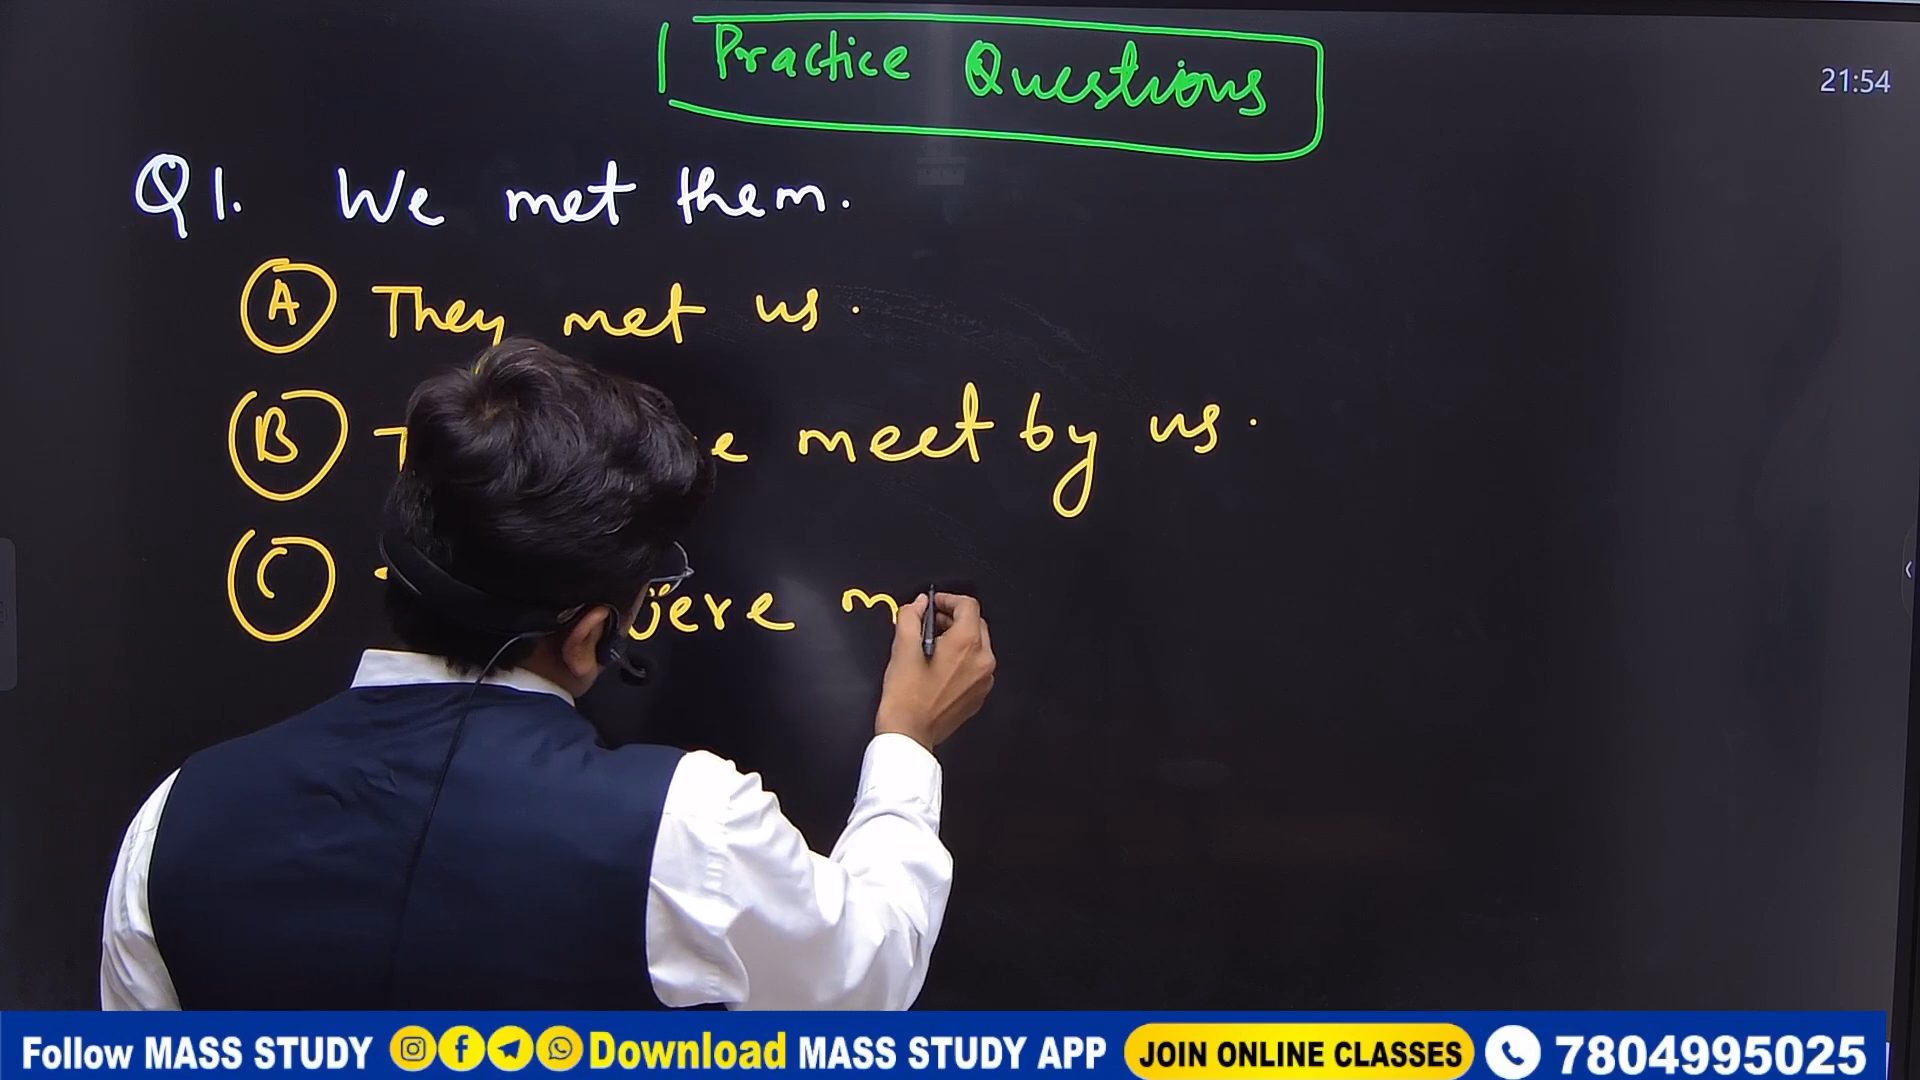 Practice Questions
21:54
Q1. We met them.
A They met us.
B meet by us.
C
Follow MASS STUDY Download MASS STUDY APP JOIN ONLINE CLASSES 7804995025